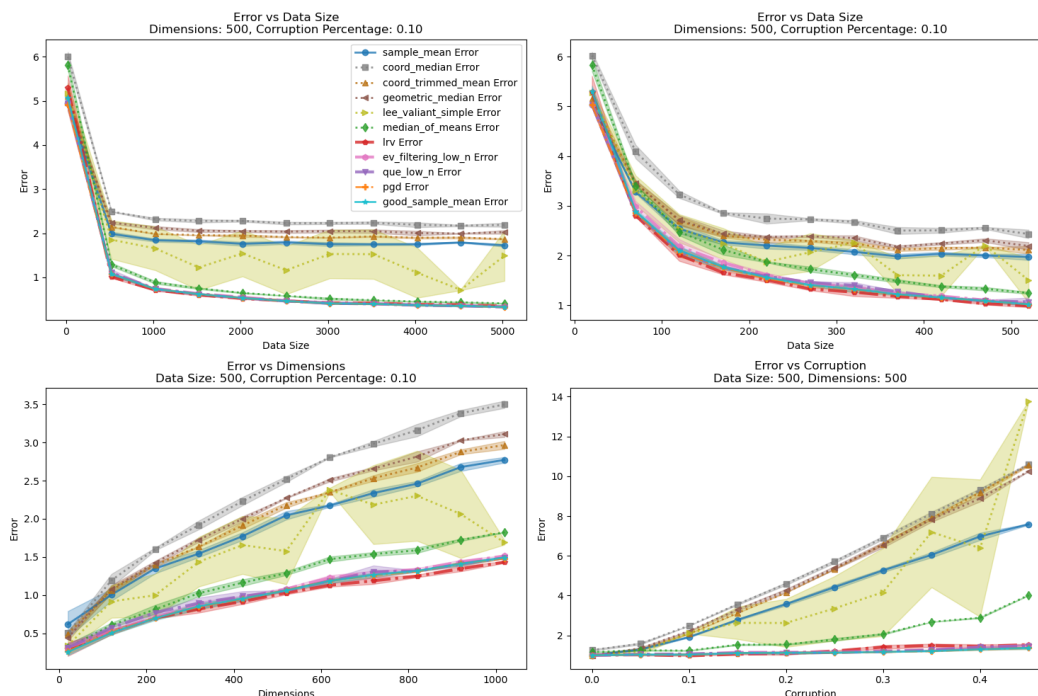 Error vs Data Size
Dimensions: 500, Corruption Percentage: 0.10
6
5
4
3
2
1
Error
0
1000
2000
3000
4000
5000
Data Size
sample_mean Error
coord_median Error
coord_trimmed_mean Error
geometric_median Error
lee_valiant_simple Error
median_of_means Error
lrv Error
ev_filtering_low_n Error
que_low_n Error
pgd Error
good_sample_mean Error
Error vs Data Size
Dimensions: 500, Corruption Percentage: 0.10
6
5
4
3
2
1
Error
0
100
200
300
400
500
Data Size
Error vs Dimensions
Data Size: 500, Corruption Percentage: 0.10
3.5
3.0
2.5
2.0
1.5
1.0
0.5
Error
0
200
400
600
800
1000
Dimensions
Error vs Corruption
Data Size: 500, Dimensions: 500
14
12
10
8
6
4
2
Error
0.0
0.1
0.2
0.3
0.4
Corruption